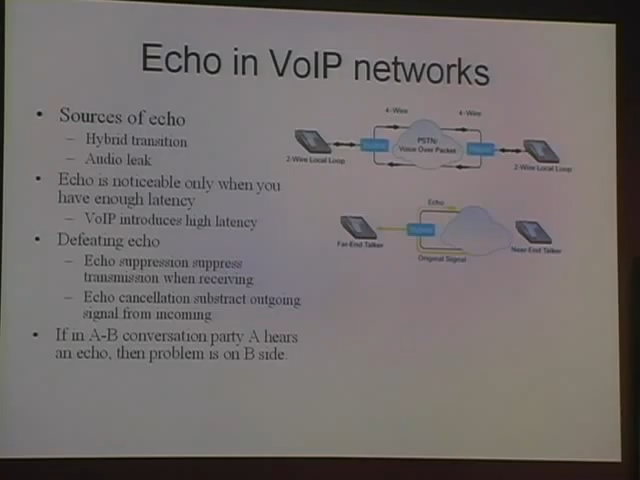 Echo in VoIP networks
• Sources of echo
– Hybrid transition
– Audio leak
• Echo is noticeable only when you
have enough latency
– VoIP introduces high latency
• Defeating echo
– Echo suppression suppress
transmission when receiving
– Echo cancellation substract outgoing
signal from incoming
• If in A-B conversation party A hears
an echo, then problem is on B side.
4-Wire
4-Wire
PSTN/
Voice Over Packet
2-Wire Local Loop
2-Wire Local Loop
Echo
Far-End Talker
Near-End Talker
Original Signal